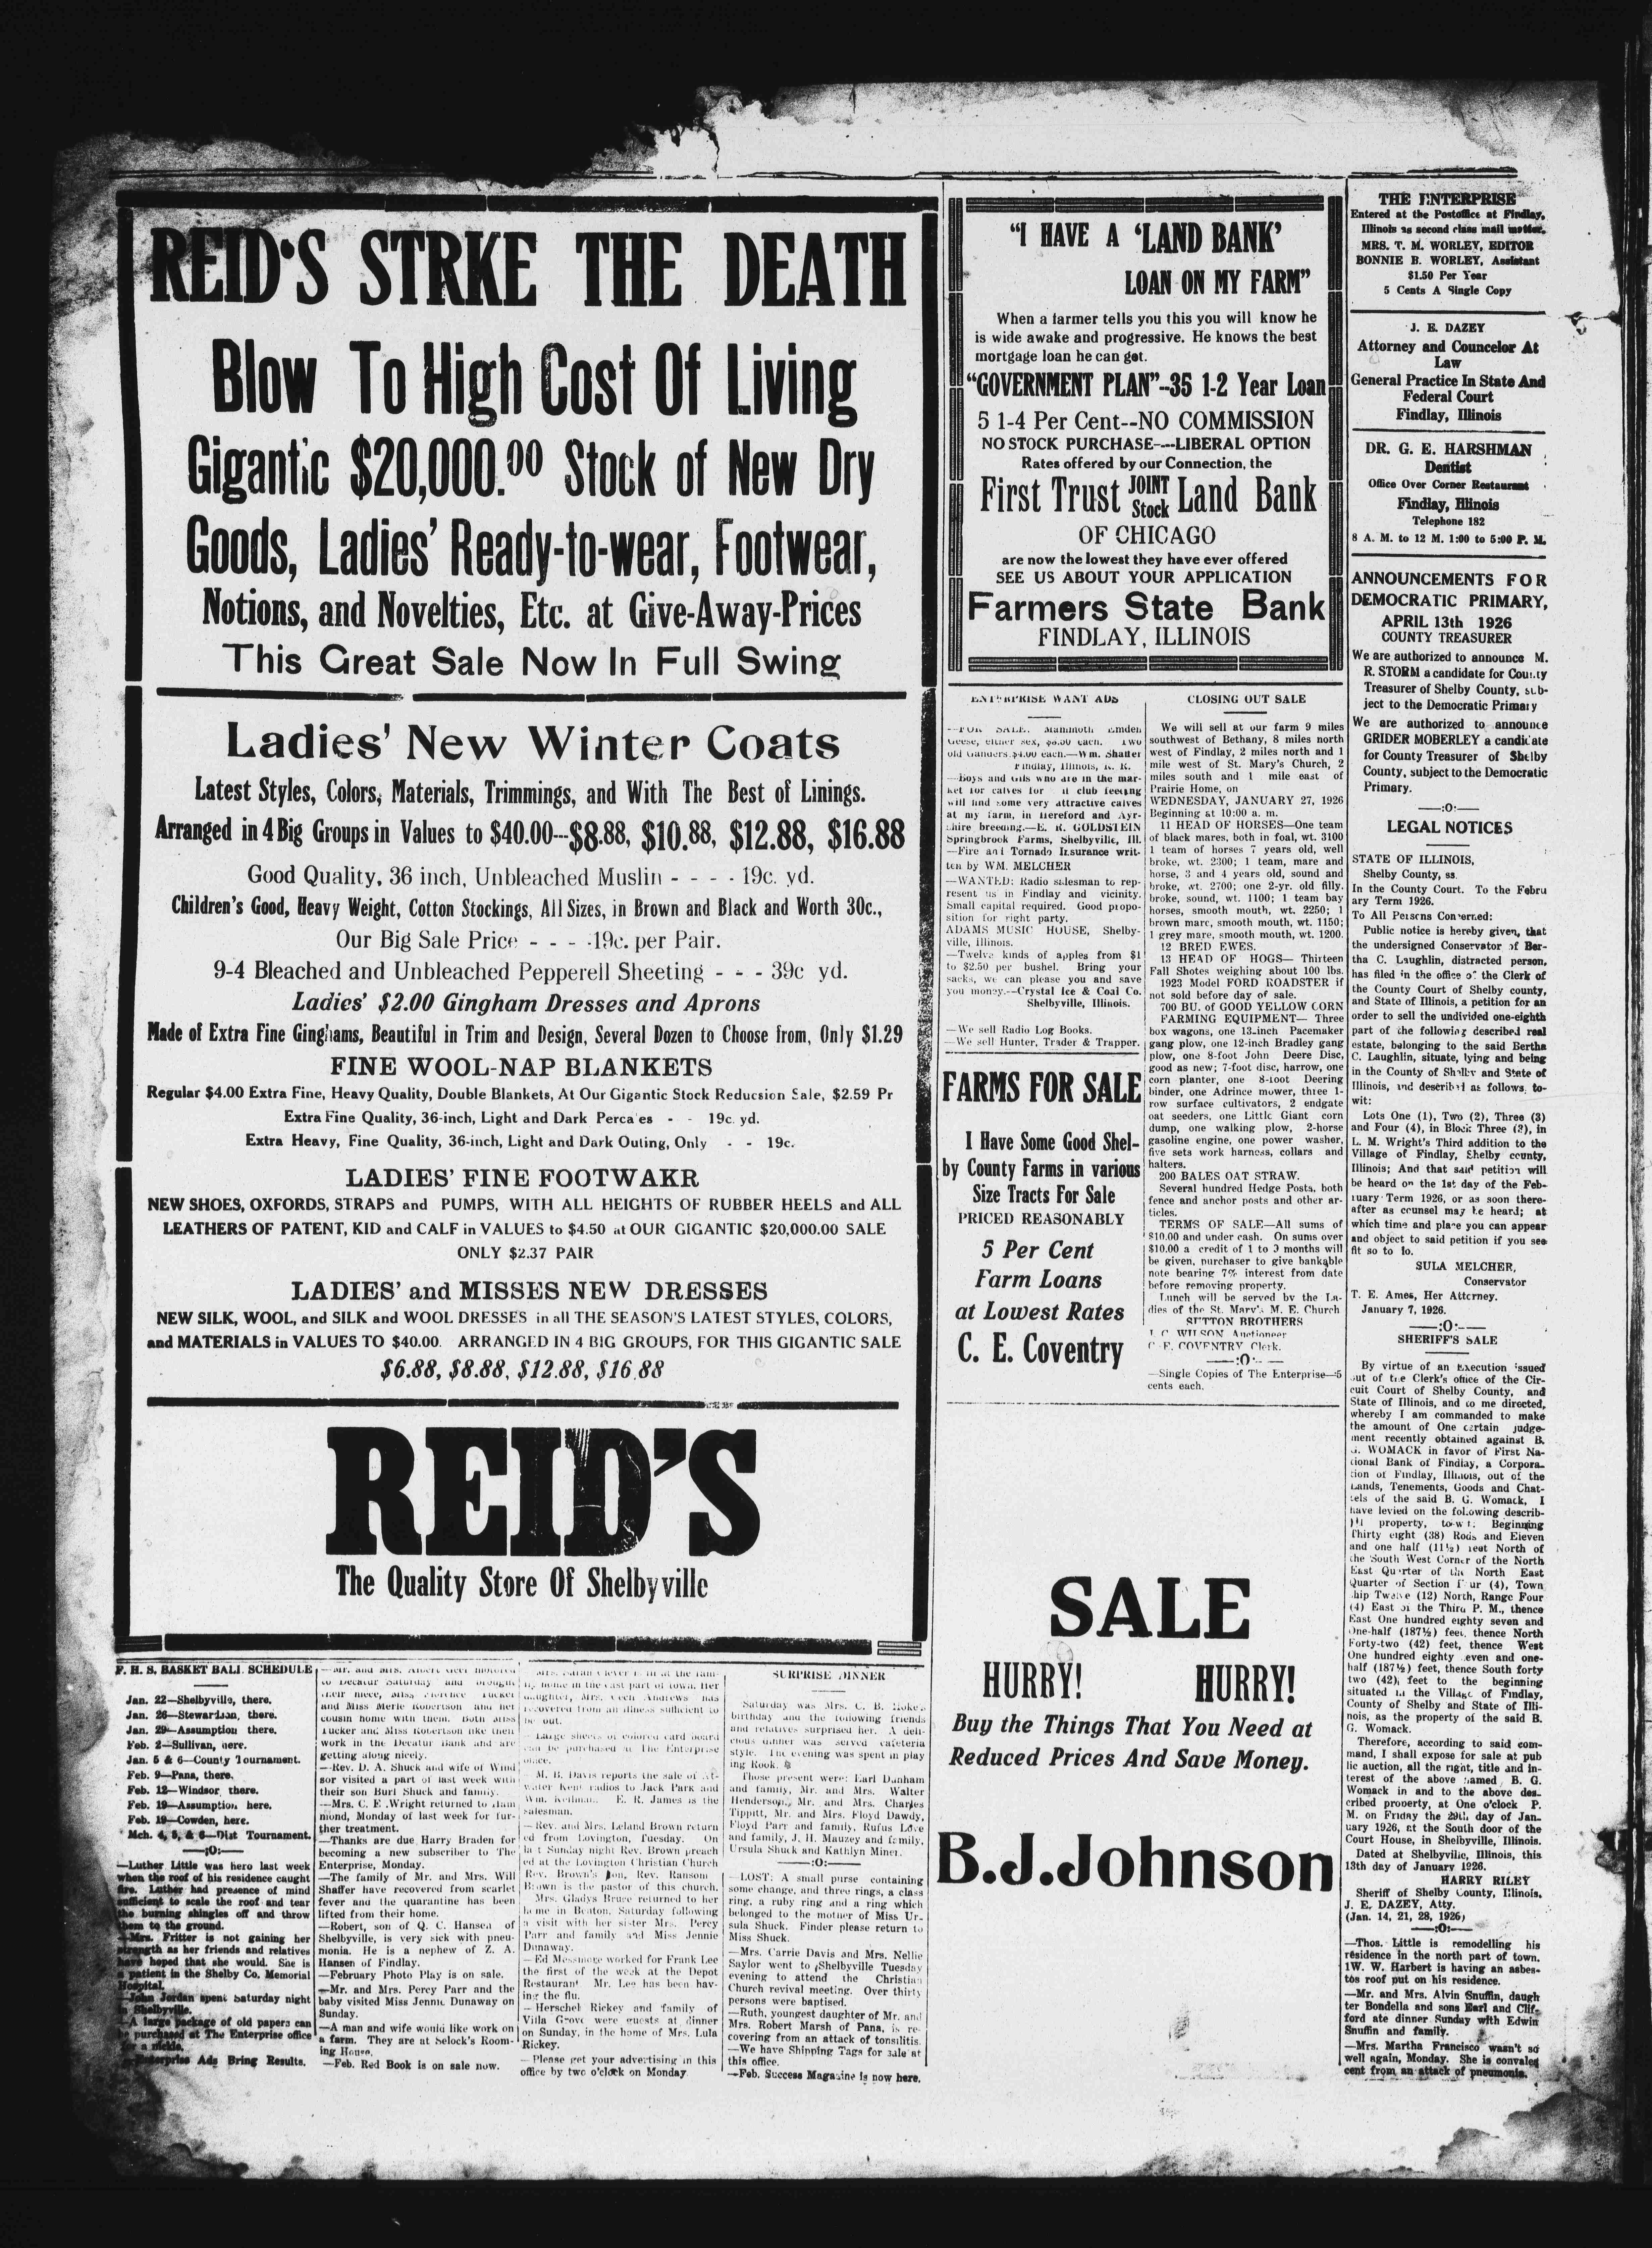 REID'S STRKE THE DEATH
Blow To High Cost Of Living
Gigantic $20,000.00 Stock of New Dry
Goods, Ladies' Ready-to-wear, Footwear,
Notions, and Novelties, Etc. at Give-Away-Prices
This Great Sale Now In Full Swing
Ladies' New Winter Coats
Latest Styles, Colors, Materials, Trimmings, and With The Best of Linings.
Arranged in 4 Big Groups in Values to $40.00---$8.88, $10.88, $12.88, $16.88
Good Quality, 36 inch, Unbleached Muslin - - - - 19c. yd.
Children's Good, Heavy Weight, Cotton Stockings, All Sizes, in Brown and Black and Worth 30c.,
Our Big Sale Price - - - -19c. per Pair.
9-4 Bleached and Unbleached Pepperell Sheeting - - - 39c yd.
Ladies' $2.00 Gingham Dresses and Aprons
Made of Extra Fine Ginghams, Beautiful in Trim and Design, Several Dozen to Choose from, Only $1.29
FINE WOOL-NAP BLANKETS
Regular $4.00 Extra Fine, Heavy Quality, Double Blankets, At Our Gigantic Stock Reducsion Sale, $2.59 Pr
Extra Fine Quality, 36-inch, Light and Dark Perca es - - 19c. yd.
Extra Heavy, Fine Quality, 36-inch, Light and Dark Outing, Only - - 19c.
LADIES' FINE FOOTWAKR
NEW SHOES, OXFORDS, STRAPS and PUMPS, WITH ALL HEIGHTS OF RUBBER HEELS and ALL
LEATHERS OF PATENT, KID and CALF in VALUES to $4.50 at OUR GIGANTIC $20,000.00 SALE
ONLY $2.37 PAIR
LADIES' and MISSES NEW DRESSES
NEW SILK, WOOL, and SILK and WOOL DRESSES in all THE SEASON'S LATEST STYLES, COLORS,
and MATERIALS in VALUES TO $40.00. ARRANGED IN 4 BIG GROUPS, FOR THIS GIGANTIC SALE
$6.88, $8.88, $12.88, $16.88
REID'S
The Quality Store Of Shelbyville
F. H. S. BASKET BALL SCHEDULE
Jan. 22—Shelbyville, there.
Jan. 26—Stewardson, there.
Jan. 29—Assumption there.
Feb. 2—Sullivan, here.
Jan. 5 & 6—County Tournament.
Feb. 9—Pana, there.
Feb. 12—Windsor, there.
Feb. 19—Assumption here.
Feb. 19—Cowden, here.
Mch. 4, 5, & 6—Dist Tournament.
—:O:—
—Luther Little was hero last week
when the roof of his residence caught
fire. Luther had presence of mind
sufficient to scale the roof and tear
the burning shingles off and throw
them to the ground.
—Mrs. Fritter is not gaining her
strength as her friends and relatives
have hoped that she would. She is
a patient in the Shelby Co. Memorial
Hospital.
—John Jordan spent Saturday night
in Shelbyville.
—A large package of old papers can
be purchased at The Enterprise office
for a nickle.
—Enterprise Ads Bring Results.
—Mr. and Mrs. Albert Geer motored
to Decatur Saturday and brought
their niece, Miss Florence Tucker
and Miss Merle Robertson and her
cousin home with them. Both Miss
Tucker and Miss Robertson like their
work in the Decatur Bank and are
getting along nicely.
—Rev. D. A. Shuck and wife of Wind
sor visited a part of last week with
their son Burl Shuck and family.
—Mrs. C. E. Wright returned to Ham
mond, Monday of last week for fur-
ther treatment.
—Thanks are due Harry Braden for
becoming a new subscriber to The
Enterprise, Monday.
—The family of Mr. and Mrs. Will
Shaffer have recovered from scarlet
fever and the quarantine has been
lifted from their home.
—Robert, son of Q. C. Hansen of
Shelbyville, is very sick with pneu-
monia. He is a nephew of Z. A.
Hansen of Findlay.
—February Photo Play is on sale.
—Mr. and Mrs. Percy Parr and the
baby visited Miss Jennie Dunaway on
Sunday.
—A man and wife would like work on
a farm. They are at Selock's Room-
ing House.
—Feb. Red Book is on sale now.
Mrs. Sarah Clever is ill at the fam-
ily home in the east part of town. Her
daughter, Mrs. Cech Andrews has
recovered from an illness sufficient to
be out.
—Large sheets of colored card board
can be purchased at The Enterprise
office.
M. B. Davis reports the sale of At-
water Kent radios to Jack Park and
Wm. Keilman. E. R. James is the
salesman.
—Rev. and Mrs. Leland Brown return
ed from Lovington, Tuesday. On
last Sunday night Rev. Brown preach
ed at the Lovington Christian Church
Rev. Brown's son, Rev. Ransom
Brown is the pastor of this church.
Mrs. Gladys Bruce returned to her
home in Benton, Saturday following
a visit with her sister Mrs. Percy
Parr and family and Miss Jennie
Dunaway.
—Ed Messmore worked for Frank Lee
the first of the week at the Depot
Restaurant Mr. Lee has been hav-
ing the flu.
—Herschel Rickey and family of
Villa Grove were guests at dinner
on Sunday, in the home of Mrs. Lula
Rickey.
—Please get your advertising in this
office by two o'clock on Monday
SURPRISE DINNER
Saturday was Mrs. C. B. Hoke's
birthday and the following friends
and relatives surprised her. A deli-
cious dinner was served cafeteria
style. The evening was spent in play
ing Rook.
Those present were: Earl Dunham
and family, Mr. and Mrs. Walter
Henderson, Mr. and Mrs. Charles
Tippitt, Mr. and Mrs. Floyd Dawdy,
Floyd Parr and family, Rufus Love
and family, J. H. Mauzey and family,
Ursula Shuck and Kathlyn Miner.
—:O:—
—LOST: A small purse containing
some change, and three rings, a class
ring, a ruby ring and a ring which
belonged to the mother of Miss Ur-
sula Shuck. Finder please return to
Miss Shuck.
—Mrs. Carrie Davis and Mrs. Nellie
Saylor went to Shelbyville Tuesday
evening to attend the Christian
Church revival meeting. Over thirty
persons were baptised.
—Ruth, youngest daughter of Mr. and
Mrs. Robert Marsh of Pana, is re-
covering from an attack of tonsilitis.
—We have Shipping Tags for sale at
this office.
—Feb. Success Magazine is now here.
"I HAVE A 'LAND BANK'
LOAN ON MY FARM"
When a farmer tells you this you will know he
is wide awake and progressive. He knows the best
mortgage loan he can get.
"GOVERNMENT PLAN"--35 1-2 Year Loan
5 1-4 Per Cent--NO COMMISSION
NO STOCK PURCHASE----LIBERAL OPTION
Rates offered by our Connection, the
First Trust JOINT Stock Land Bank
OF CHICAGO
are now the lowest they have ever offered
SEE US ABOUT YOUR APPLICATION
Farmers State Bank
FINDLAY, ILLINOIS
ENTERPRISE WANT ADS
—FOR SALE: Mammoth Emden
Geese, either sex, $3.50 each. Two
old Ganders $4.00 each.—Wm. Shaffer
Findlay, Illinois, R. R.
—Boys and Gils who are in the mar-
ket for calves for club feeeing
will find some very attractive calves
at my farm, in Hereford and Ayr-
shire breeding.—E. R. GOLDSTEIN
Springbrook Farms, Shelbyville, Ill.
—Fire and Tornado Insurance writ-
ten by WM. MELCHER
—WANTED: Radio salesman to rep-
resent us in Findlay and vicinity.
Small capital required. Good propo-
sition for right party.
ADAMS MUSIC HOUSE, Shelby-
ville, Illinois.
—Twelve kinds of apples from $1
to $2.50 per bushel. Bring your
sacks, we can please you and save
you money.—Crystal Ice & Coal Co.
Shelbyville, Illinois.
—We sell Radio Log Books.
—We sell Hunter, Trader & Trapper.
FARMS FOR SALE
I Have Some Good Shel-
by County Farms in various
Size Tracts For Sale
PRICED REASONABLY
5 Per Cent
Farm Loans
at Lowest Rates
C. E. Coventry
CLOSING OUT SALE
We will sell at our farm 9 miles
southwest of Bethany, 8 miles north
west of Findlay, 2 miles north and 1
mile west of St. Mary's Church, 2
miles south and 1 mile east of
Prairie Home, on
WEDNESDAY, JANUARY 27, 1926
Beginning at 10:00 a. m.
11 HEAD OF HORSES—One team
of black mares, both in foal, wt. 3100
1 team of horses 7 years old, well
broke, wt. 2300; 1 team, mare and
horse, 3 and 4 years old, sound and
broke, wt. 2700; one 2-yr. old filly,
broke, sound, wt. 1100; 1 team bay
horses, smooth mouth, wt. 2250; 1
brown mare, smooth mouth, wt. 1150;
1 grey mare, smooth mouth, wt. 1200.
12 BRED EWES.
13 HEAD OF HOGS— Thirteen
Fall Shotes weighing about 100 lbs.
1923 Model FORD ROADSTER if
not sold before day of sale.
700 BU. of GOOD YELLOW CORN
FARMING EQUIPMENT— Three
box wagons, one 13-inch Pacemaker
gang plow, one 12-inch Bradley gang
plow, one 8-foot John Deere Disc,
good as new; 7-foot disc, harrow, one
corn planter, one 8-foot Deering
binder, one Adrince mower, three 1-
row surface cultivators, 2 endgate
oat seeders, one Little Giant corn
dump, one walking plow, 2-horse
gasoline engine, one power washer,
five sets work harness, collars and
halters.
200 BALES OAT STRAW.
Several hundred Hedge Posts, both
fence and anchor posts and other ar-
ticles.
TERMS OF SALE—All sums of
$10.00 and under cash. On sums over
$10.00 a credit of 1 to 9 months will
be given, purchaser to give bankable
note bearing 7% interest from date
before removing property.
Lunch will be served by the La-
dies of the St. Mary's M. E. Church
SUTTON BROTHERS
J. C. WILSON Auctioneer
C. E. COVENTRY Clerk.
—:O:—
—Single Copies of The Enterprise—5
cents each.
SALE
HURRY! HURRY!
Buy the Things That You Need at
Reduced Prices And Save Money.
B.J.Johnson
THE ENTERPRISE
Entered at the Postoffice at Findlay,
Illinois as second class mail matter.
MRS. T. M. WORLEY, EDITOR
BONNIE B. WORLEY, Assistant
$1.50 Per Year
5 Cents A Single Copy
J. E. DAZEY
Attorney and Councelor At
Law
General Practice In State And
Federal Court
Findlay, Illinois
DR. G. E. HARSHMAN
Dentist
Office Over Corner Restaurant
Findlay, Illinois
Telephone 182
8 A. M. to 12 M. 1:00 to 5:00 P. M.
ANNOUNCEMENTS FOR
DEMOCRATIC PRIMARY,
APRIL 13th 1926
COUNTY TREASURER
We are authorized to announce M.
R. STORM a candidate for County
Treasurer of Shelby County, sub-
ject to the Democratic Primary
We are authorized to announce
GRIDER MOBERLEY a candidate
for County Treasurer of Shelby
County, subject to the Democratic
Primary.
—:O:—
LEGAL NOTICES
STATE OF ILLINOIS,
Shelby County, ss.
In the County Court. To the Febru
ary Term 1926.
To All Persons Concerned:
Public notice is hereby given, that
the undersigned Conservator of Ber-
tha C. Laughlin, distracted person,
has filed in the office of the Clerk of
the County Court of Shelby county,
and State of Illinois, a petition for an
order to sell the undivided one-eighth
part of the following described real
estate, belonging to the said Bertha
C. Laughlin, situate, lying and being
in the County of Shelby and State of
Illinois, and described as follows, to-
wit:
Lots One (1), Two (2), Three (3)
and Four (4), in Block Three (3), in
L. M. Wright's Third addition to the
Village of Findlay, Shelby county,
Illinois; And that said petition will
be heard on the 1st day of the Feb-
ruary Term 1926, or as soon there-
after as counsel may be heard; at
which time and place you can appear
and object to said petition if you see
fit so to do.
SULA MELCHER,
Conservator
T. E. Ames, Her Attorney.
January 7, 1926.
—:O:—
SHERIFF'S SALE
By virtue of an Execution issued
out of the Clerk's office of the Cir-
cuit Court of Shelby County, and
State of Illinois, and to me directed,
whereby I am commanded to make
the amount of One certain judge-
ment recently obtained against B.
G. WOMACK in favor of First Na-
tional Bank of Findlay, a Corpora-
tion of Findlay, Illinois, out of the
Lands, Tenements, Goods and Chat-
tels of the said B. G. Womack, I
have levied on the following describ-
ed property, to-wit: Beginning
Thirty eight (38) Rods and Eleven
and one half (11½) feet North of
the South West Corner of the North
East Quarter of the North East
Quarter of Section Four (4), Town
ship Twelve (12) North, Range Four
(4) East of the Third P. M., thence
East One hundred eighty seven and
One-half (187½) feet, thence North
Forty-two (42) feet, thence West
One hundred eighty seven and one-
half (187½) feet, thence South forty
two (42) feet to the beginning
situated in the Village of Findlay,
County of Shelby and State of Illi-
nois, as the property of the said B.
G. Womack.
Therefore, according to said com-
mand, I shall expose for sale at pub
lic auction, all the right, title and in-
terest of the above named B. G.
Womack in and to the above des-
cribed property, at One o'clock P.
M. on Friday the 29th day of Jan-
uary 1926, at the South door of the
Court House, in Shelbyville, Illinois.
Dated at Shelbyville, Illinois, this
13th day of January 1926.
HARRY RILEY
Sheriff of Shelby County, Illinois.
J. E. DAZEY, Atty.
(Jan. 14, 21, 28, 1926)
—:O:—
—Thos. Little is remodelling his
residence in the north part of town.
1W. W. Harbert is having an asbes-
tos roof put on his residence.
—Mr. and Mrs. Alvin Snuffin, daugh
ter Bondella and sons Earl and Clif-
ford ate dinner Sunday with Edwin
Snuffin and family.
—Mrs. Martha Francisco wasn't so
well again, Monday. She is convales
cent from an attack of pneumonia.